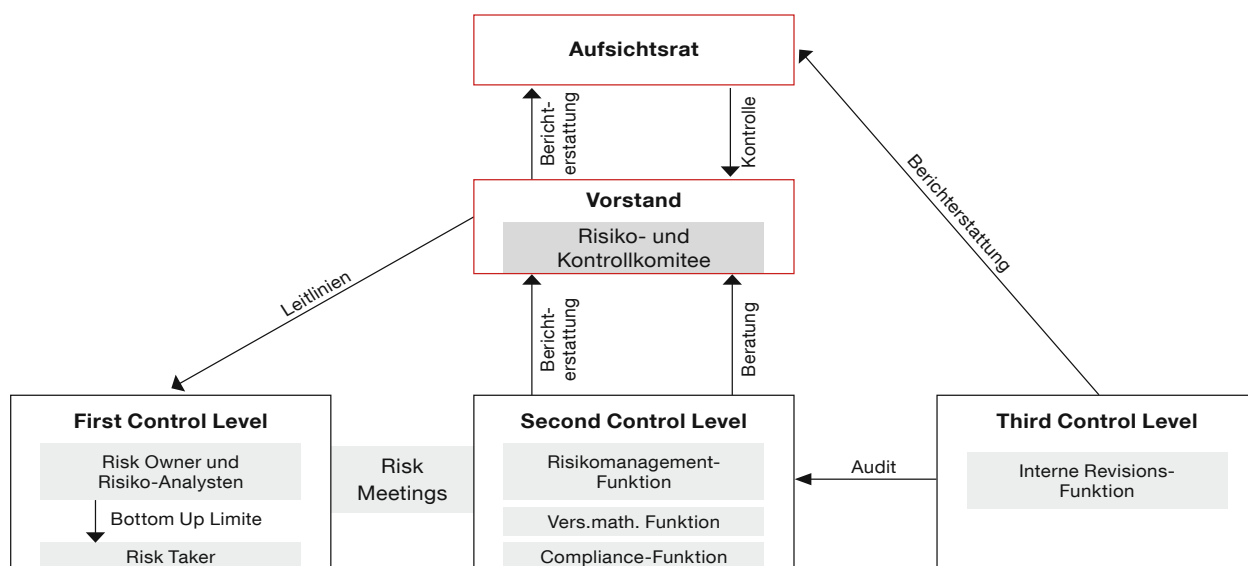 Aufsichtsrat
Bericht-
erstattung
Kontrolle
Berichterstattung
Vorstand
Risiko- und
Kontrollkomitee
Leitlinien
Bericht-
erstattung
Beratung
First Control Level
Risk Owner und
Risiko-Analysten
Bottom Up Limite
Risk Taker
Risk
Meetings
Second Control Level
Risikomanagement-
Funktion
Vers.math. Funktion
Compliance-Funktion
Audit
Third Control Level
Interne Revisions-
Funktion